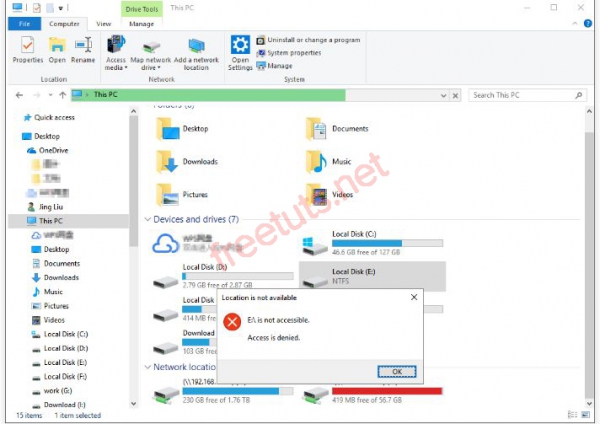 Drive Tools
This PC
File
Computer
View
Manage
Properties
Open
Rename
Access media
Map network drive
Add a network location
Open Settings
Uninstall or change a program
System properties
Manage
Location
Network
System
This PC
Search This PC
Quick access
Desktop
OneDrive
Jing Liu
This PC
Desktop
Documents
Downloads
Music
Pictures
Videos
Local Disk (C:)
Local Disk (D:)
Local Disk (E:)
Local Disk (F:)
work (G:)
Download (I:)
Folders (6)
Desktop
Documents
Downloads
Music
Pictures
Videos
Devices and drives (7)
Local Disk (C:)
46.6 GB free of 127 GB
Local Disk (D:)
2.79 GB free of 2.87 GB
Local Disk (E:)
NTFS
Local Disk
414 MB fre
Download
103 GB free
Network locatio
(\\192.168.
230 GB free of 1.76 TB
419 MB free of 56.7 GB
Location is not available
E:\ is not accessible.
Access is denied.
OK
15 items
1 item selected
freetuts.net